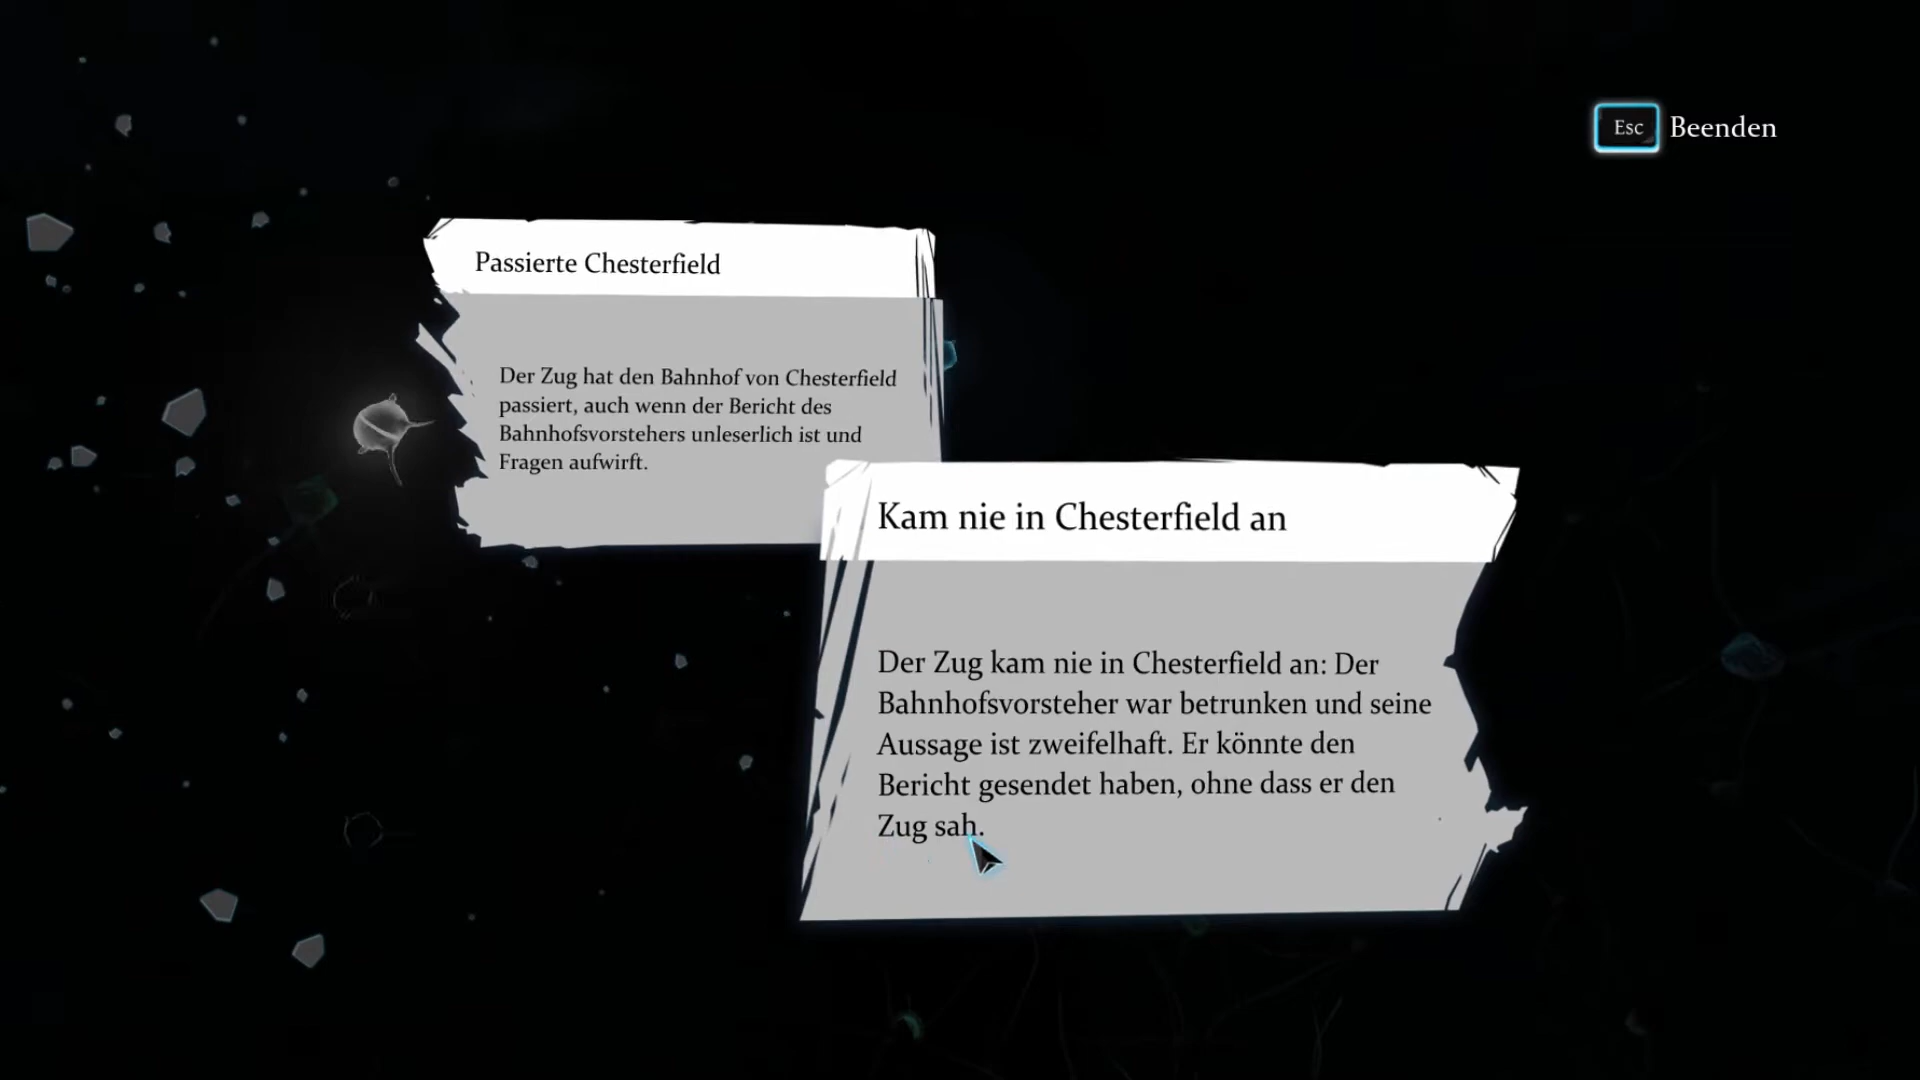 Esc Beenden
Passierte Chesterfield
Der Zug hat den Bahnhof von Chesterfield
passiert, auch wenn der Bericht des
Bahnhofsvorstehers unleserlich ist und
Fragen aufwirft.
Kam nie in Chesterfield an
Der Zug kam nie in Chesterfield an: Der
Bahnhofsvorsteher war betrunken und seine
Aussage ist zweifelhaft. Er könnte den
Bericht gesendet haben, ohne dass er den
Zug sah.